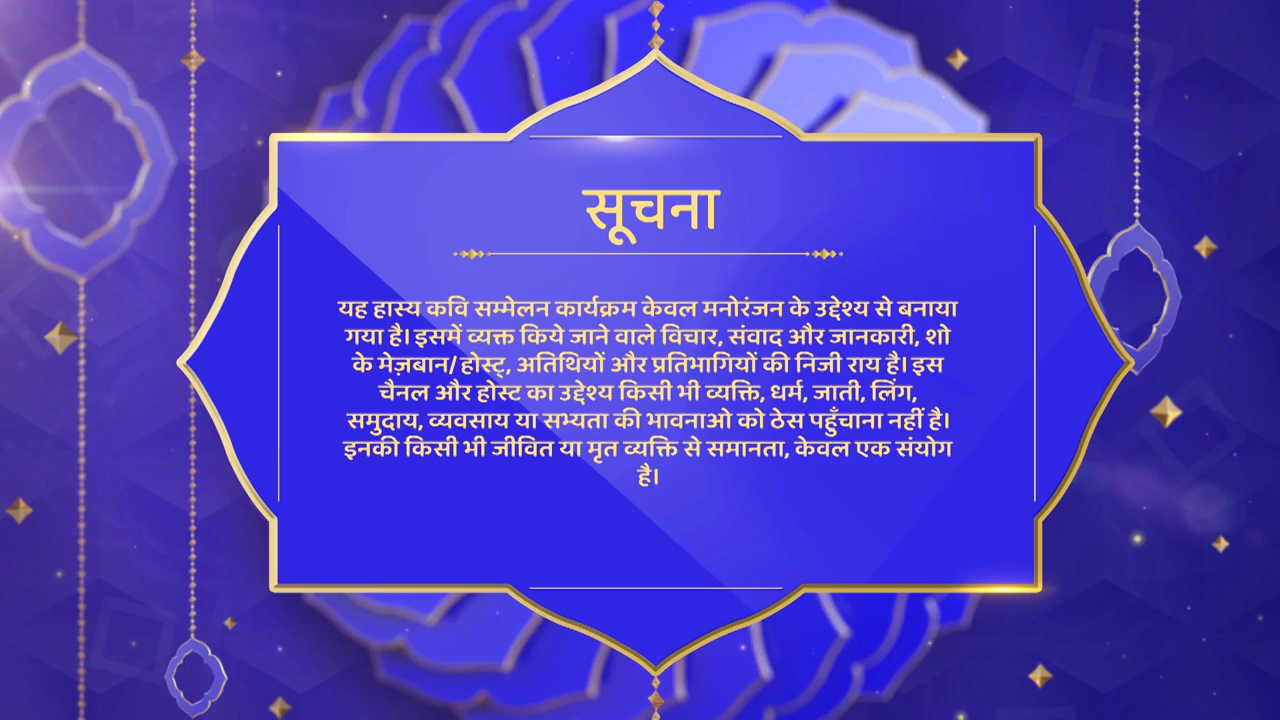 सूचना
यह हास्य कवि सम्मेलन कार्यक्रम केवल मनोरंजन के उद्देश्य से बनाया
गया है। इसमें व्यक्त किये जाने वाले विचार, संवाद और जानकारी, शो
के मेज़बान/होस्ट्, अतिथियों और प्रतिभागियों की निजी राय है। इस
चैनल और होस्ट का उद्देश्य किसी भी व्यक्ति, धर्म, जाती, लिंग,
समुदाय, व्यवसाय या सभ्यता की भावनाओ को ठेस पहुँचाना नहीं है।
इनकी किसी भी जीवित या मृत व्यक्ति से समानता, केवल एक संयोग
है।